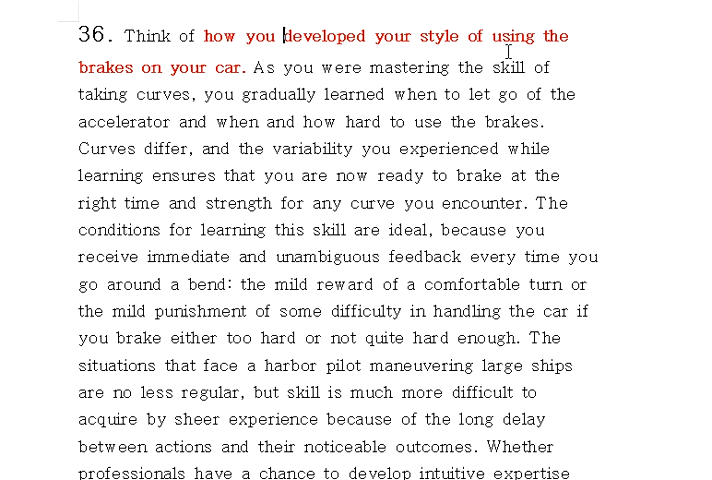 36. Think of how you developed your style of using the
brakes on your car. As you were mastering the skill of
taking curves, you gradually learned when to let go of the
accelerator and when and how hard to use the brakes.
Curves differ, and the variability you experienced while
learning ensures that you are now ready to brake at the
right time and strength for any curve you encounter. The
conditions for learning this skill are ideal, because you
receive immediate and unambiguous feedback every time you
go around a bend: the mild reward of a comfortable turn or
the mild punishment of some difficulty in handling the car if
you brake either too hard or not quite hard enough. The
situations that face a harbor pilot maneuvering large ships
are no less regular, but skill is much more difficult to
acquire by sheer experience because of the long delay
between actions and their noticeable outcomes. Whether
professionals have a chance to develop intuitive expertise